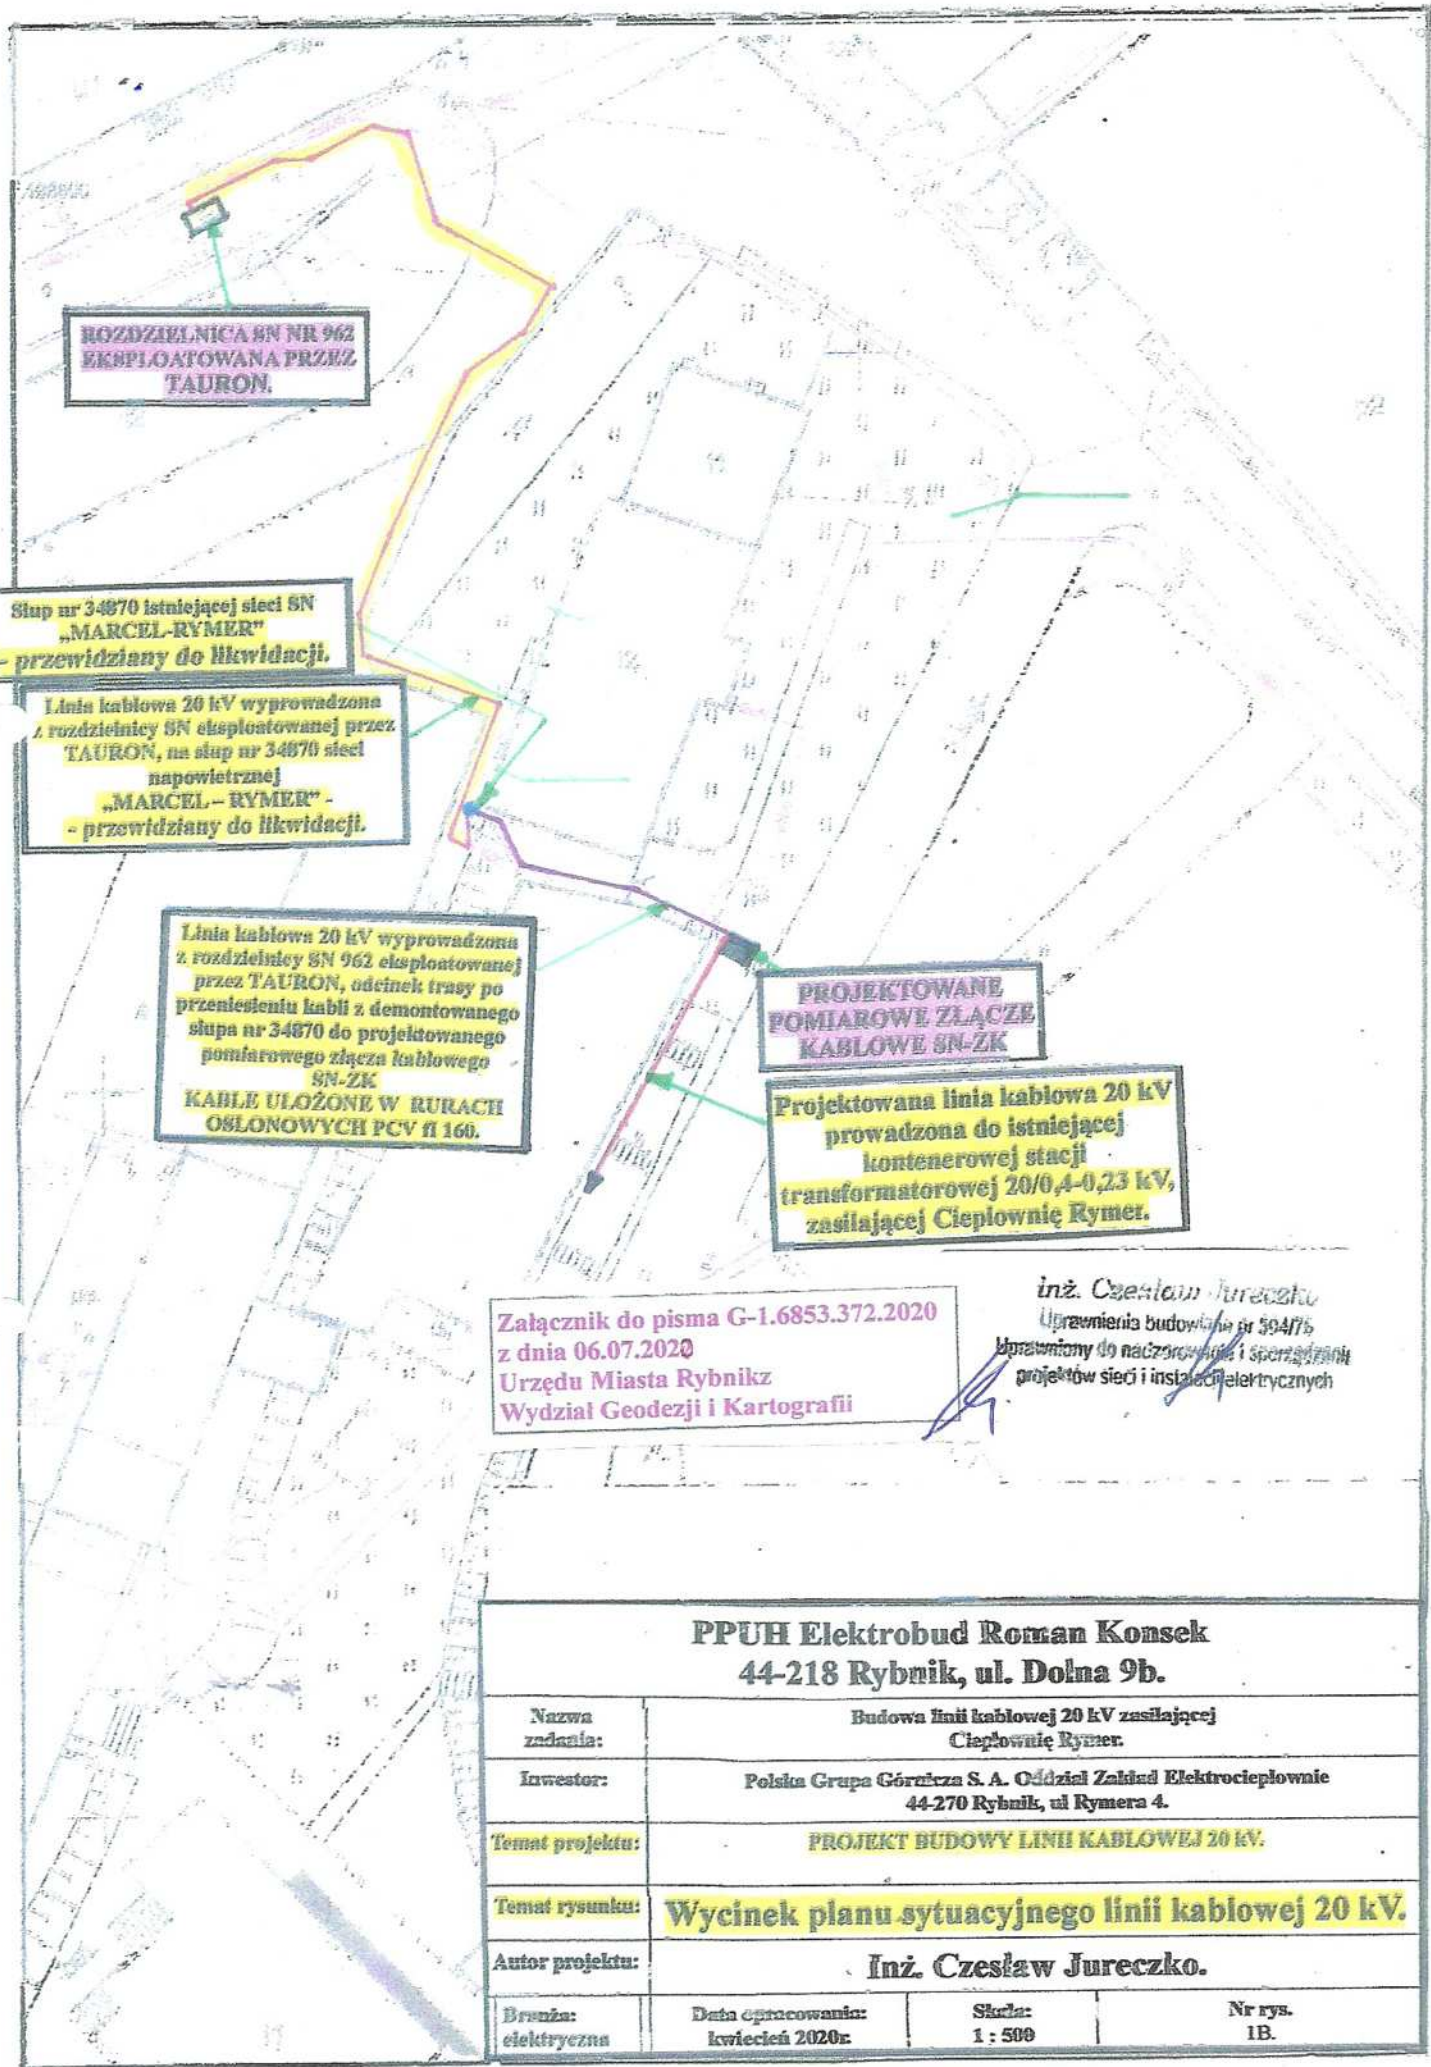 ROZDZIELNICA SN NR 962
EKSPLOATOWANA PRZEZ
TAURON.
Słup nr 34870 istniejącej sieci SN
„MARCEL-RYMER”
- przewidziany do likwidacji.
Linia kablowa 20 kV wyprowadzona
z rozdzielnicy SN eksploatowanej przez
TAURON, na słup nr 34870 sieci
napowietrznej
„MARCEL – RYMER” -
- przewidziany do likwidacji.
Linia kablowa 20 kV wyprowadzona
z rozdzielnicy SN 962 eksploatowanej
przez TAURON, odcinek trasy po
przeniesieniu kabli z demontowanego
słupa nr 34870 do projektowanego
pomiarowego złącza kablowego
SN-ZK
KABLE UŁOŻONE W RURACH
OSŁONOWYCH PCV fi 160.
PROJEKTOWANE
POMIAROWE ZŁĄCZE
KABLOWE SN-ZK
Projektowana linia kablowa 20 kV
prowadzona do istniejącej
kontenerowej stacji
transformatorowej 20/0,4-0,23 kV,
zasilającej Ciepłownię Rymer.
Załącznik do pisma G-1.6853.372.2020
z dnia 06.07.2020
Urzędu Miasta Rybnikz
Wydział Geodezji i Kartografii
inż. Czesław Jureczko
Uprawnienia budowlane nr 594/76
Uprawniony do nadzorowania i sporządzania
projektów sieci i instalacji elektrycznych
PPUH Elektrobud Roman Konsek
44-218 Rybnik, ul. Dolna 9b.
Nazwa zadania:
Budowa linii kablowej 20 kV zasilającej
Ciepłownię Rymer.
Inwestor:
Polska Grupa Górnicza S. A. Oddział Zakład Elektrociepłownie
44-270 Rybnik, ul Rymera 4.
Temat projektu:
PROJEKT BUDOWY LINII KABLOWEJ 20 kV.
Temat rysunku:
Wycinek planu sytuacyjnego linii kablowej 20 kV.
Autor projektu:
Inż. Czesław Jureczko.
Branża:
elektryczna
Data opracowania:
kwiecień 2020r.
Skala:
1 : 500
Nr rys.
1B.